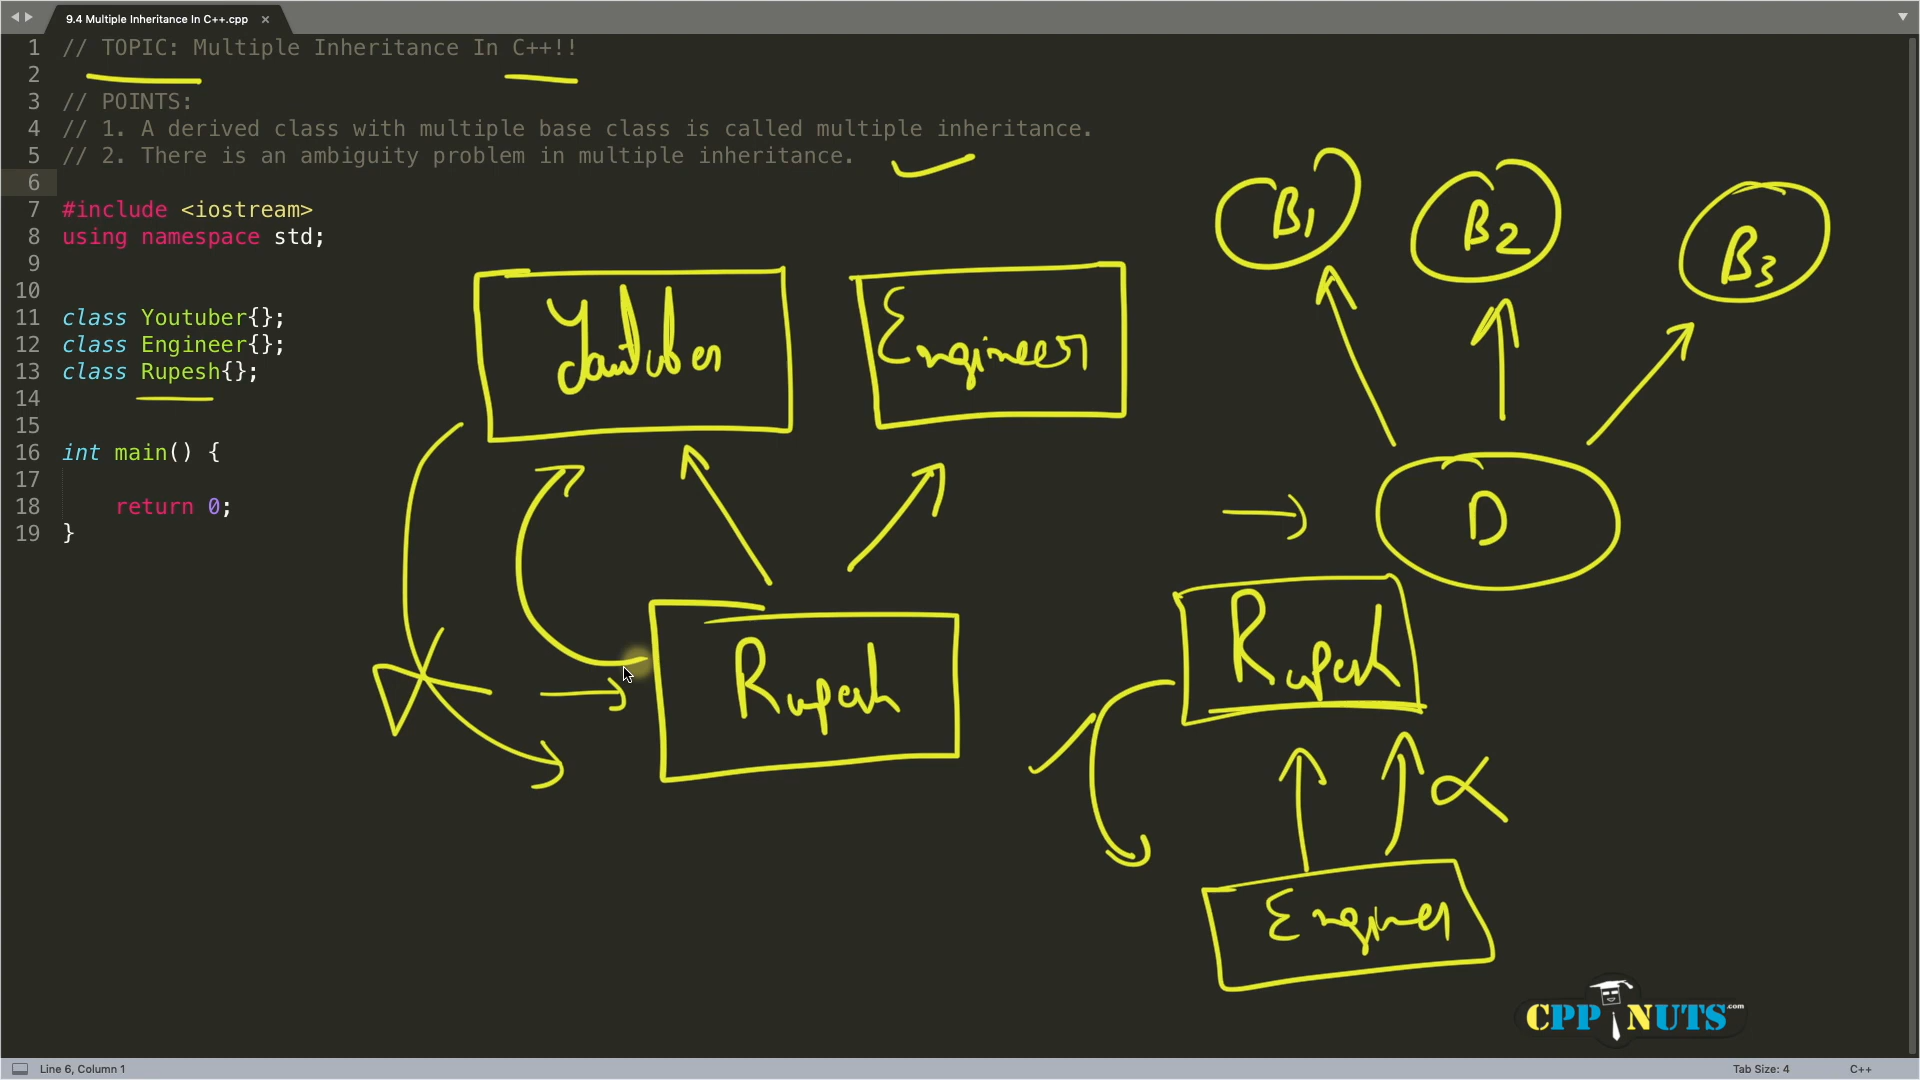 9.4 Multiple Inheritance In C++.cpp
1 // TOPIC: Multiple Inheritance In C++!!
2
3 // POINTS:
4 // 1. A derived class with multiple base class is called multiple inheritance.
5 // 2. There is an ambiguity problem in multiple inheritance.
6
7 #include <iostream>
8 using namespace std;
9
10
11 class Youtuber{};
12 class Engineer{};
13 class Rupesh{};
14
15
16 int main() {
17
18 return 0;
19 }
B1 B2 B3
Youtuber Engineer
D
Rupesh Rupesh
Engineer
CPP NUTS.com
Line 6, Column 1 Tab Size: 4 C++